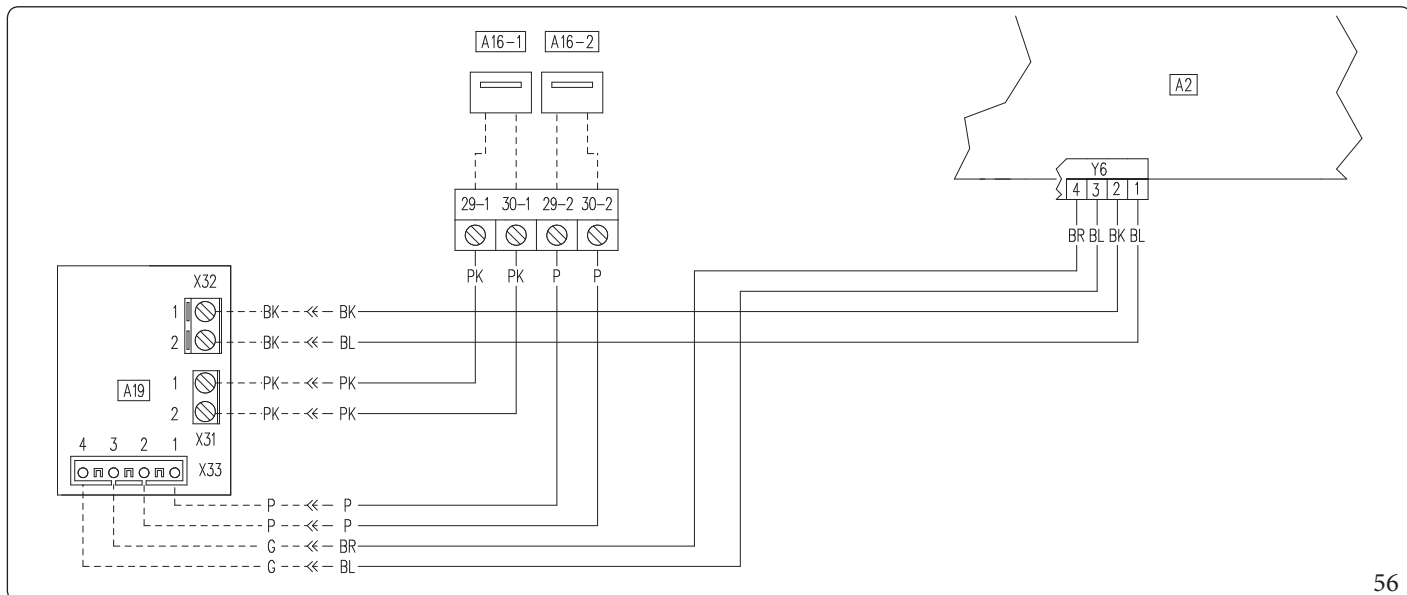 A16-1 A16-2
A2
Y6
4 3 2 1
BR BL BK BL
29-1 30-1 29-2 30-2
PK PK P P
X32
1 BK BK
2 BK BL
A19
1 PK PK
2 PK PK
X31
4 3 2 1
X33
P P
P P
G BR
G BL
56